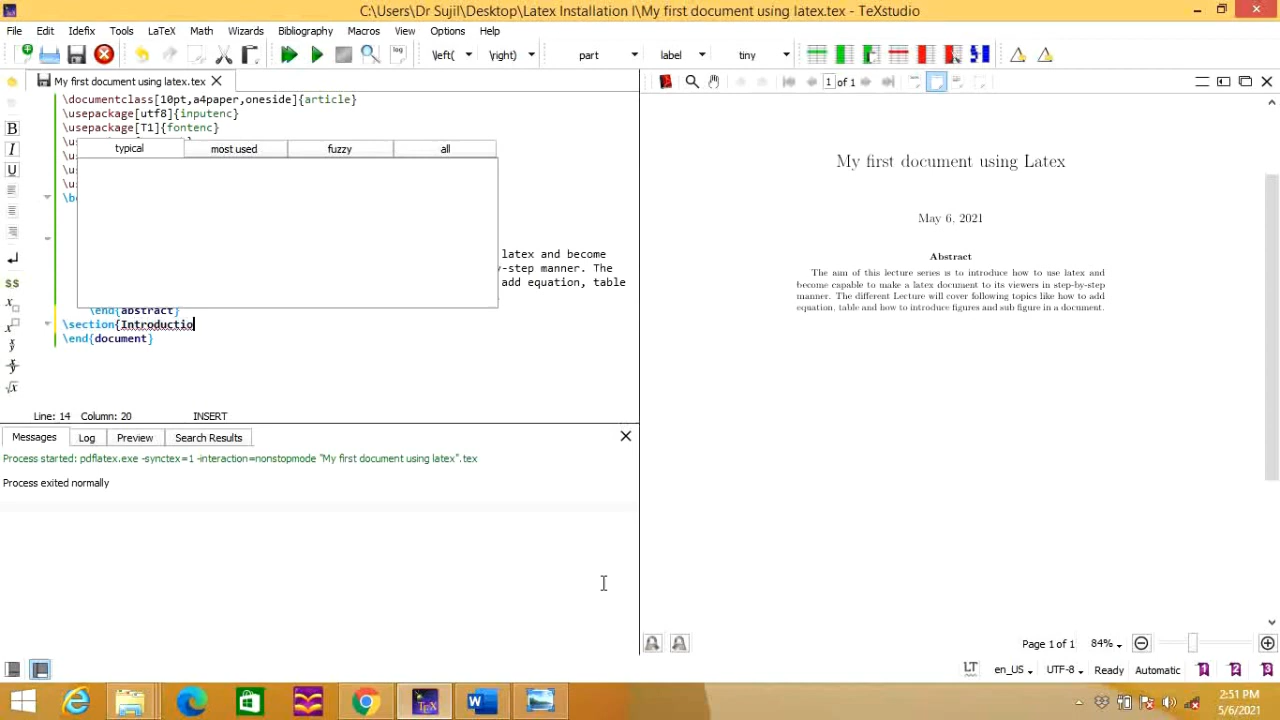 C:\Users\Dr Sujil\Desktop\Latex Installation I\My first document using latex.tex - TeXstudio
File Edit Idefix Tools LaTeX Math Wizards Bibliography Macros View Options Help
\left( \right) part label tiny
My first document using latex.tex
1 of 1
\documentclass[10pt,a4paper,oneside]{article}
\usepackage[utf8]{inputenc}
\usepackage[T1]{fontenc}
\u
typical most used fuzzy all
\u
\u
\u
\b
latex and become
-step manner. The
add equation, table
\end{abstract}
\section{Introductio
\end{document}
Line: 14 Column: 20 INSERT
Messages Log Preview Search Results
Process started: pdflatex.exe -synctex=1 -interaction=nonstopmode "My first document using latex".tex
Process exited normally
My first document using Latex
May 6, 2021
Abstract
The aim of this lecture series is to introduce how to use latex and
become capable to make a latex document to its viewers in step-by-step
manner. The different Lecture will cover following topics like how to add
equation, table and how to introduce figures and sub figure in a document.
Page 1 of 1 84%
LT en_US UTF-8 Ready Automatic 1 2 3
2:51 PM
5/6/2021